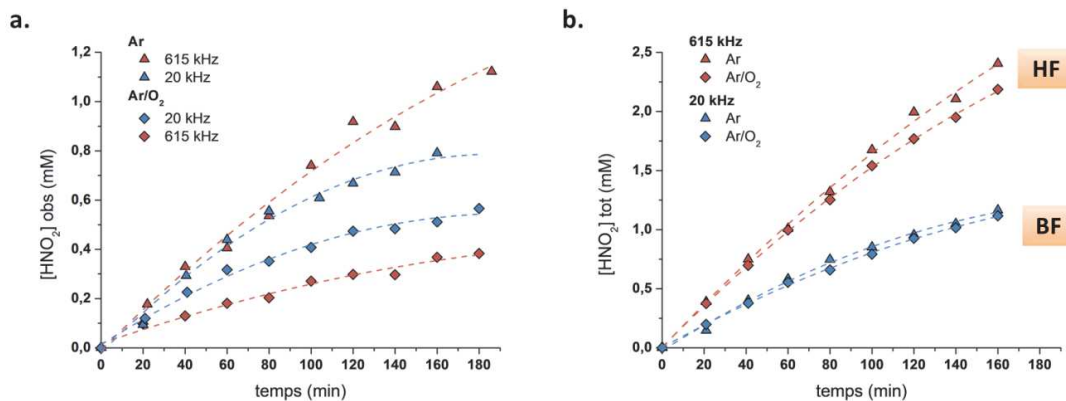 a.
Ar
615 kHz
20 kHz
Ar/O₂
20 kHz
615 kHz
[HNO₂] obs (mM)
1,2
1,0
0,8
0,6
0,4
0,2
0,0
0 20 40 60 80 100 120 140 160 180
temps (min)
b.
615 kHz
Ar
Ar/O₂
20 kHz
Ar
Ar/O₂
HF
BF
[HNO₂] tot (mM)
2,5
2,0
1,5
1,0
0,5
0,0
0 20 40 60 80 100 120 140 160 180
temps (min)